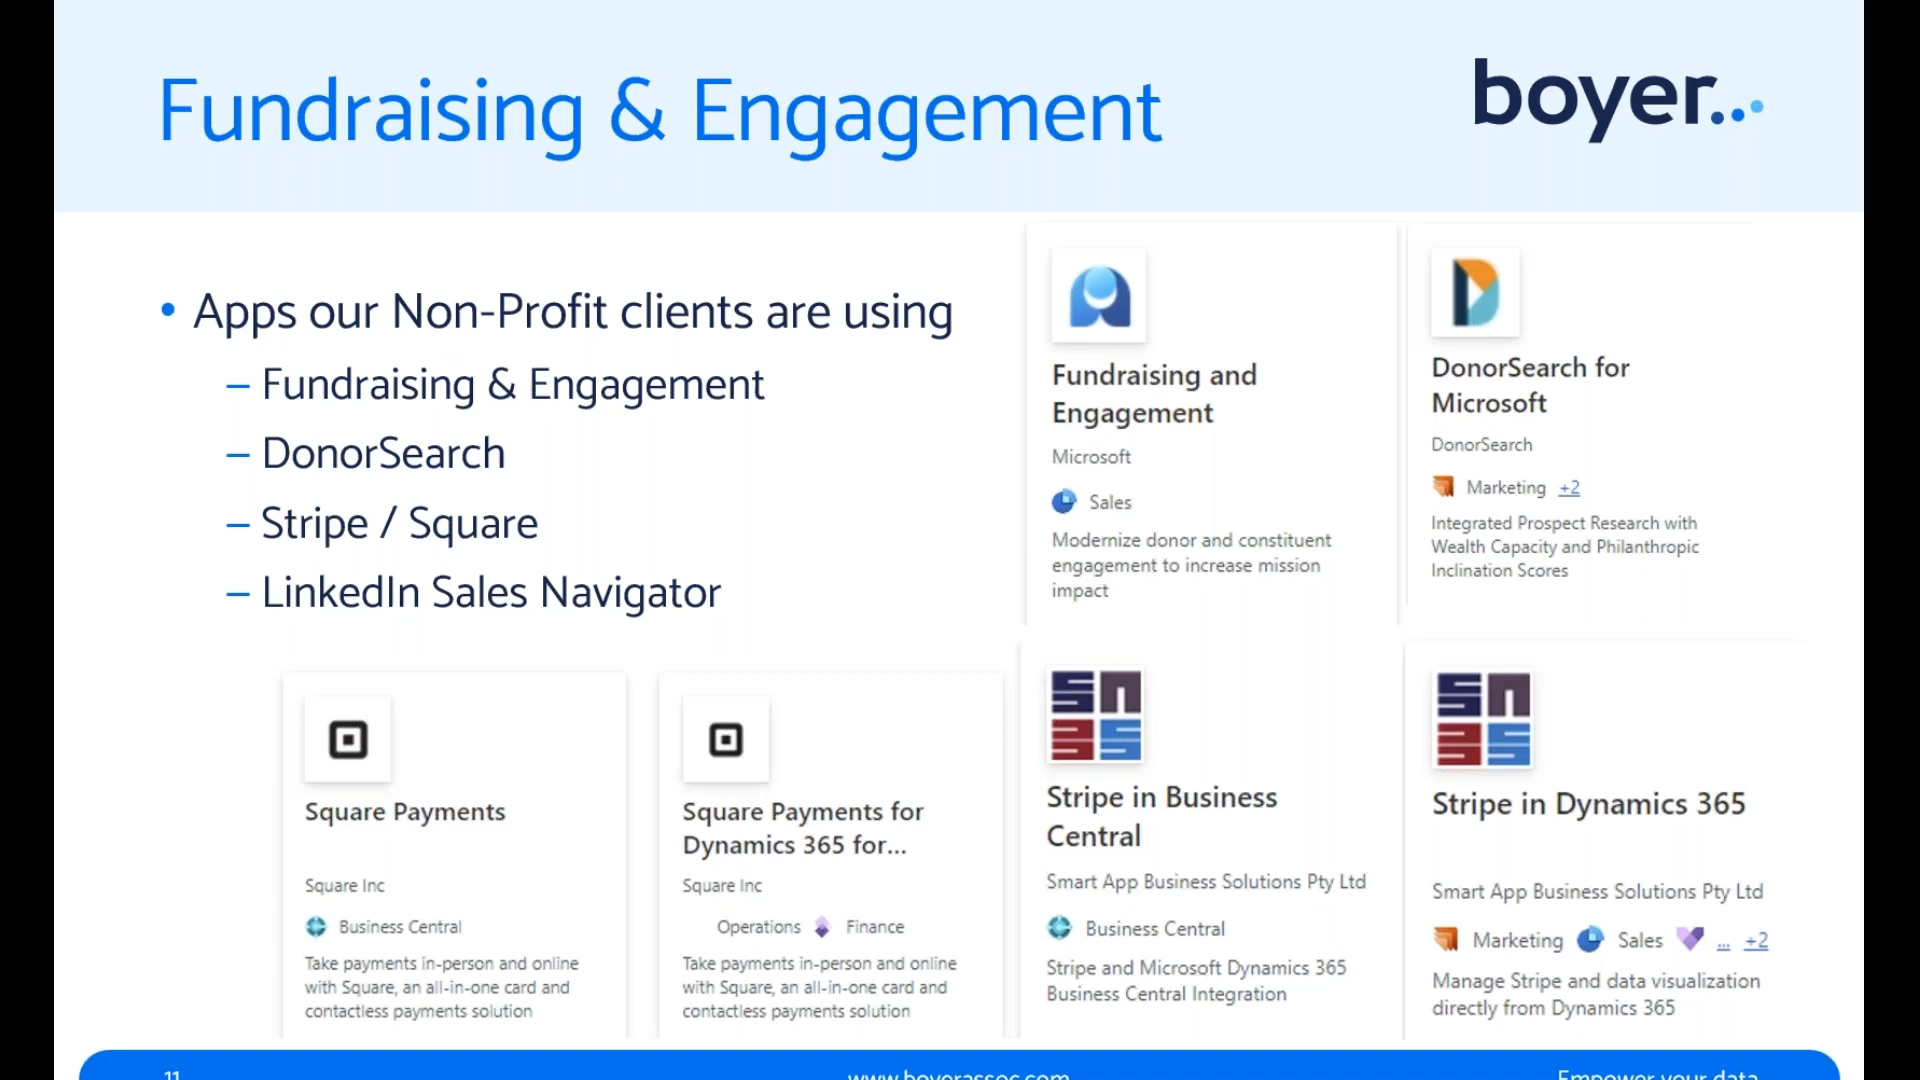 Fundraising & Engagement
boyer...
• Apps our Non-Profit clients are using
– Fundraising & Engagement
– DonorSearch
– Stripe / Square
– LinkedIn Sales Navigator
Fundraising and
Engagement
Microsoft
Sales
Modernize donor and constituent
engagement to increase mission
impact
DonorSearch for
Microsoft
DonorSearch
Marketing +2
Integrated Prospect Research with
Wealth Capacity and Philanthropic
Inclination Scores
Square Payments
Square Inc
Business Central
Take payments in-person and online
with Square, an all-in-one card and
contactless payments solution
Square Payments for
Dynamics 365 for...
Square Inc
Operations Finance
Take payments in-person and online
with Square, an all-in-one card and
contactless payments solution
Stripe in Business
Central
Smart App Business Solutions Pty Ltd
Business Central
Stripe and Microsoft Dynamics 365
Business Central Integration
Stripe in Dynamics 365
Smart App Business Solutions Pty Ltd
Marketing Sales ... +2
Manage Stripe and data visualization
directly from Dynamics 365
11
www.boyerassoc.com
Empower your data